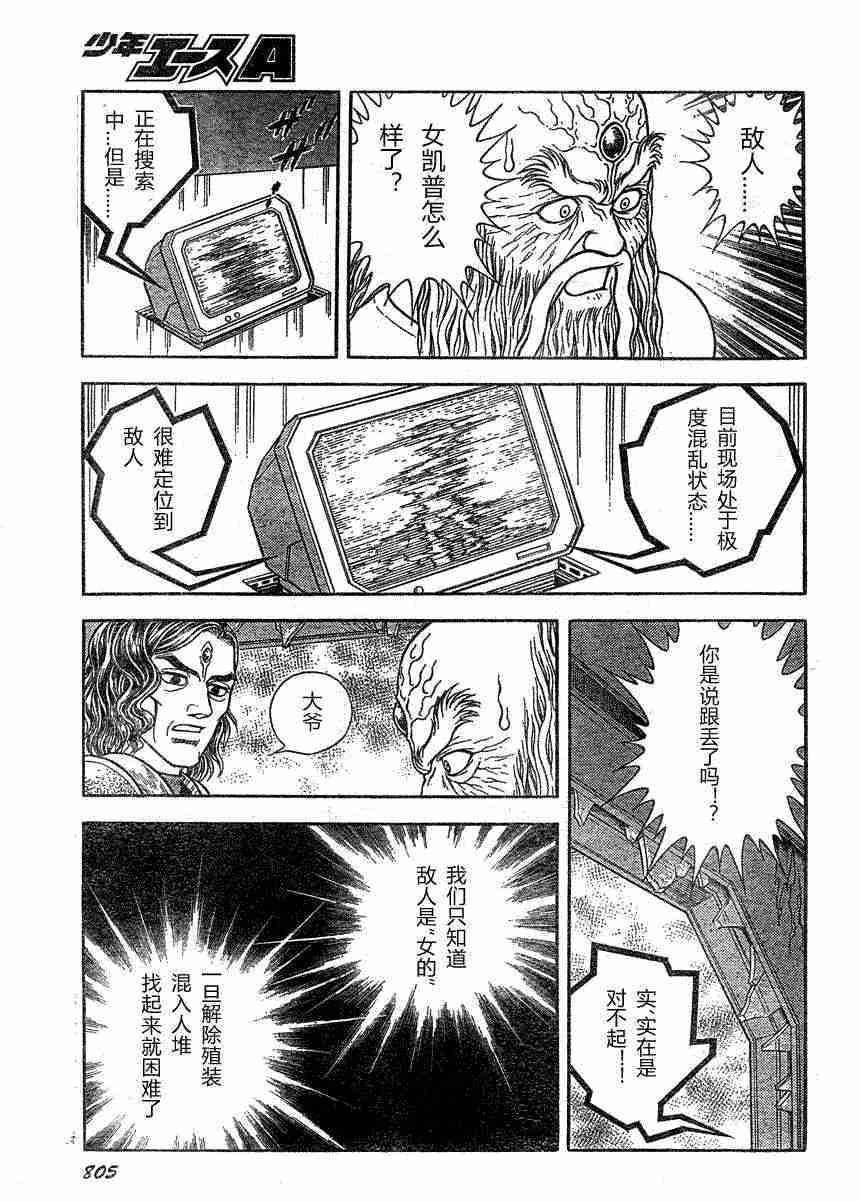 少年エースA
敌人……
女凯普怎么
样了？
正在搜索
中…但是……
目前现场处于极
度混乱状态……
很难定位到
敌人
你是说跟丢了吗！？
实、实在是
对不起！！
大爷
我们只知道
敌人是“女的”
一旦解除殖装
混入人堆
找起来就困难了
805